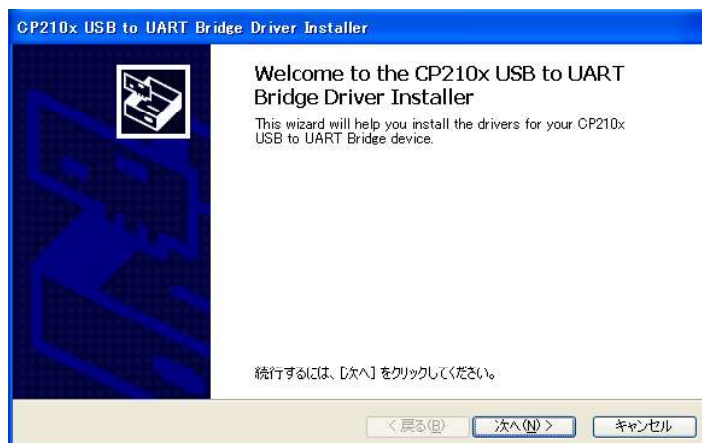 CP210x USB to UART Bridge Driver Installer
Welcome to the CP210x USB to UART
Bridge Driver Installer
This wizard will help you install the drivers for your CP210x
USB to UART Bridge device.
続行するには、[次へ] をクリックしてください。
< 戻る(B)
次へ(N) >
キャンセル